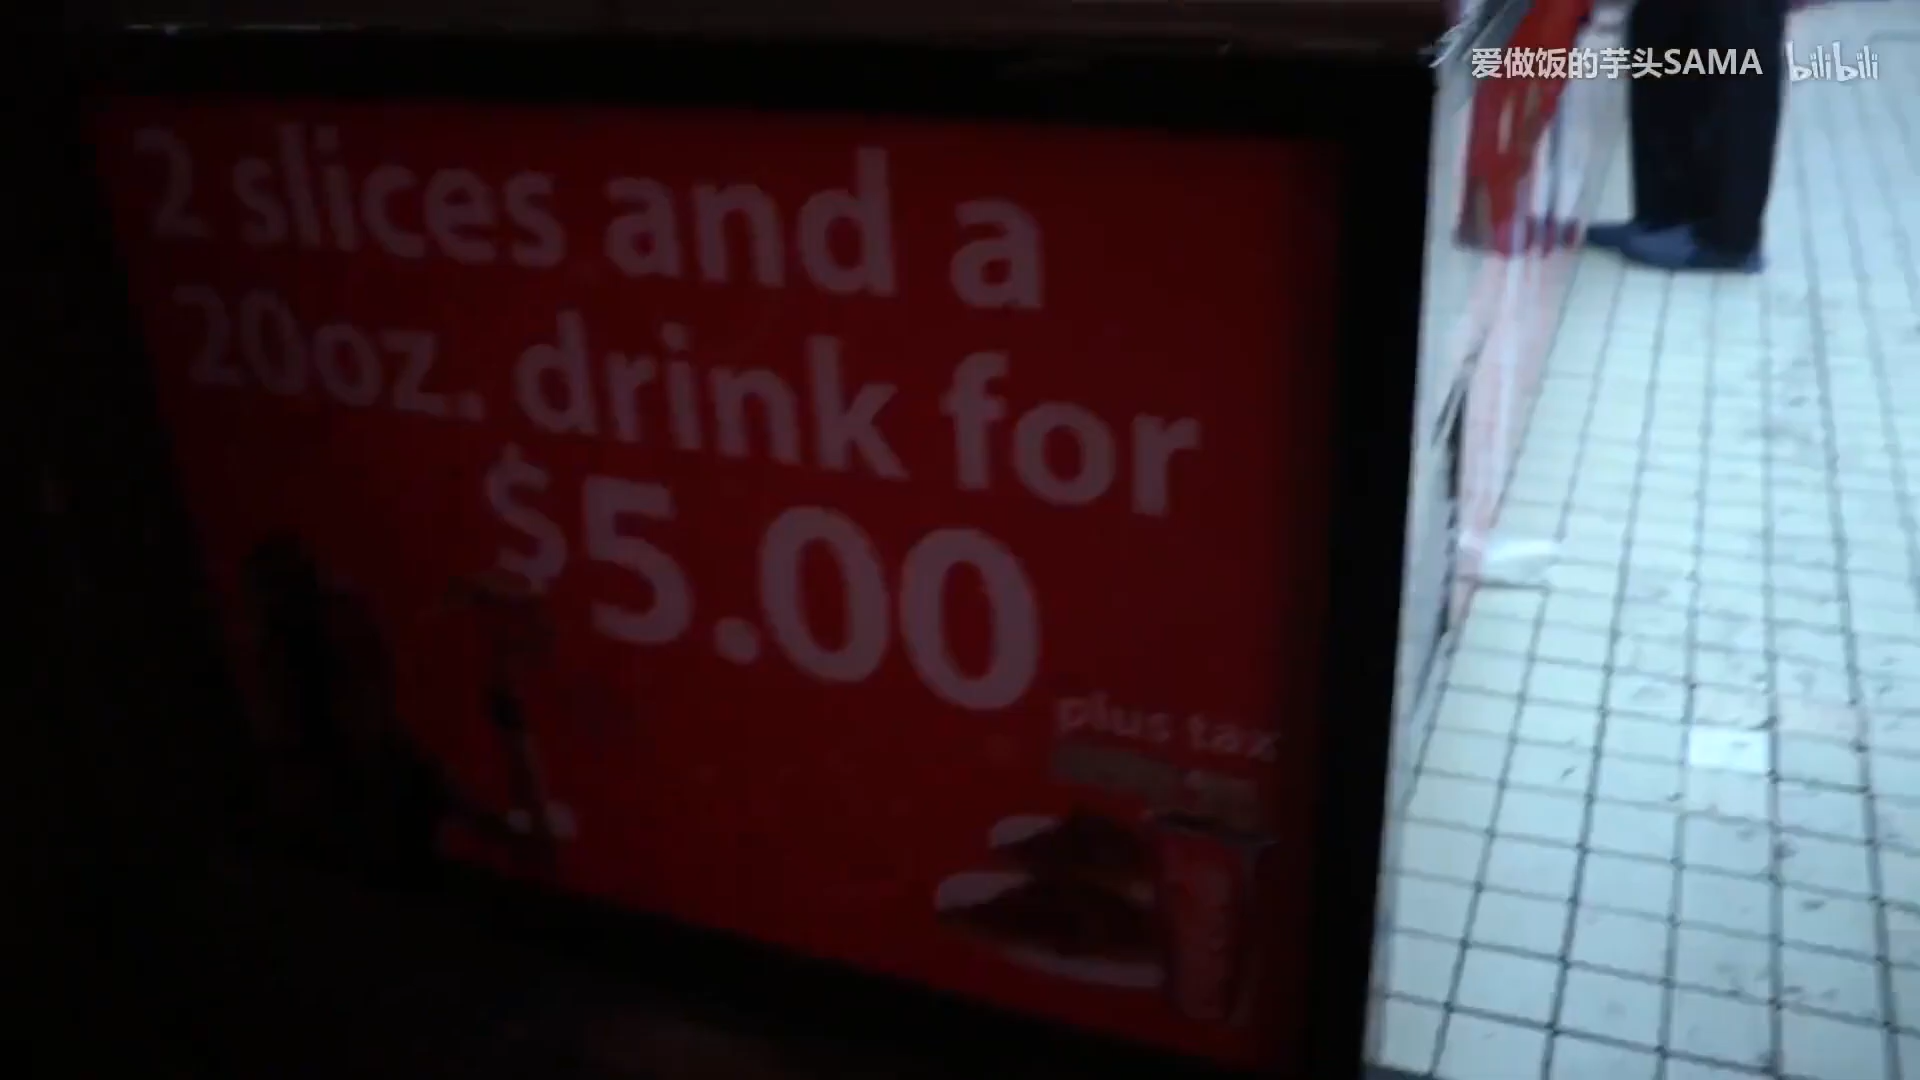 爱做饭的芋头SAMA bilibili
2 slices and a
20oz. drink for
$5.00
plus tax